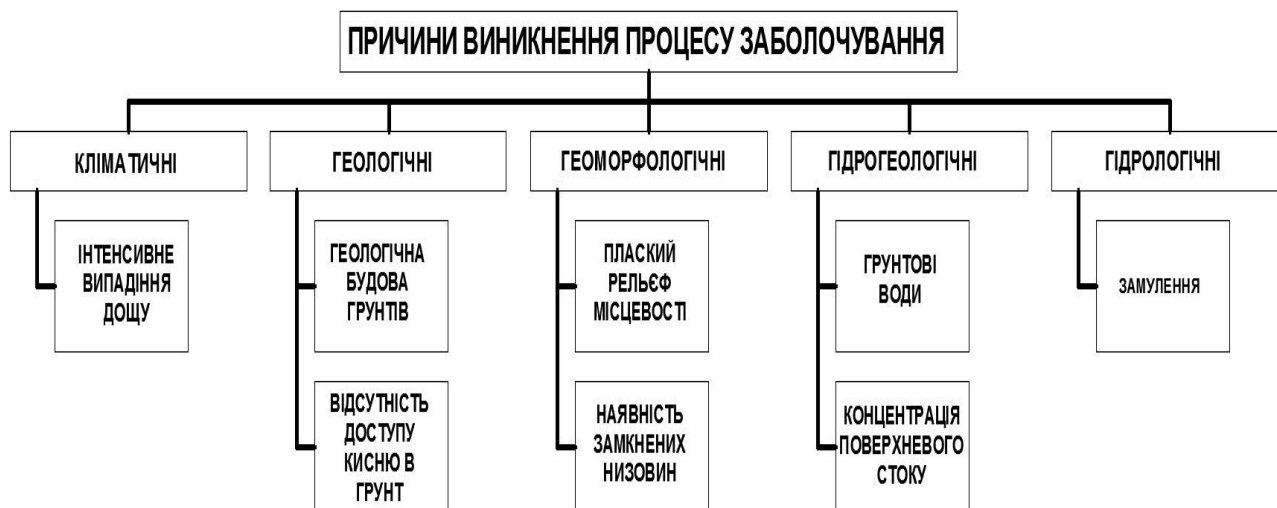 ПРИЧИНИ ВИНИКНЕННЯ ПРОЦЕСУ ЗАБОЛОЧУВАННЯ
КЛІМАТИЧНІ
ГЕОЛОГІЧНІ
ГЕОМОРФОЛОГІЧНІ
ГІДРОГЕОЛОГІЧНІ
ГІДРОЛОГІЧНІ
ІНТЕНСИВНЕ
ВИПАДІННЯ
ДОЩУ
ГЕОЛОГІЧНА
БУДОВА
ГРУНТІВ
ПЛАСКИЙ
РЕЛЬЄФ
МІСЦЕВОСТІ
ГРУНТОВІ
ВОДИ
ЗАМУЛЕННЯ
ВІДСУТНІСТЬ
ДОСТУПУ
КИСНЮ В
ГРУНТ
НАЯВНІСТЬ
ЗАМКНЕНИХ
НИЗОВИН
КОНЦЕНТРАЦІЯ
ПОВЕРХНЕВОГО
СТОКУ